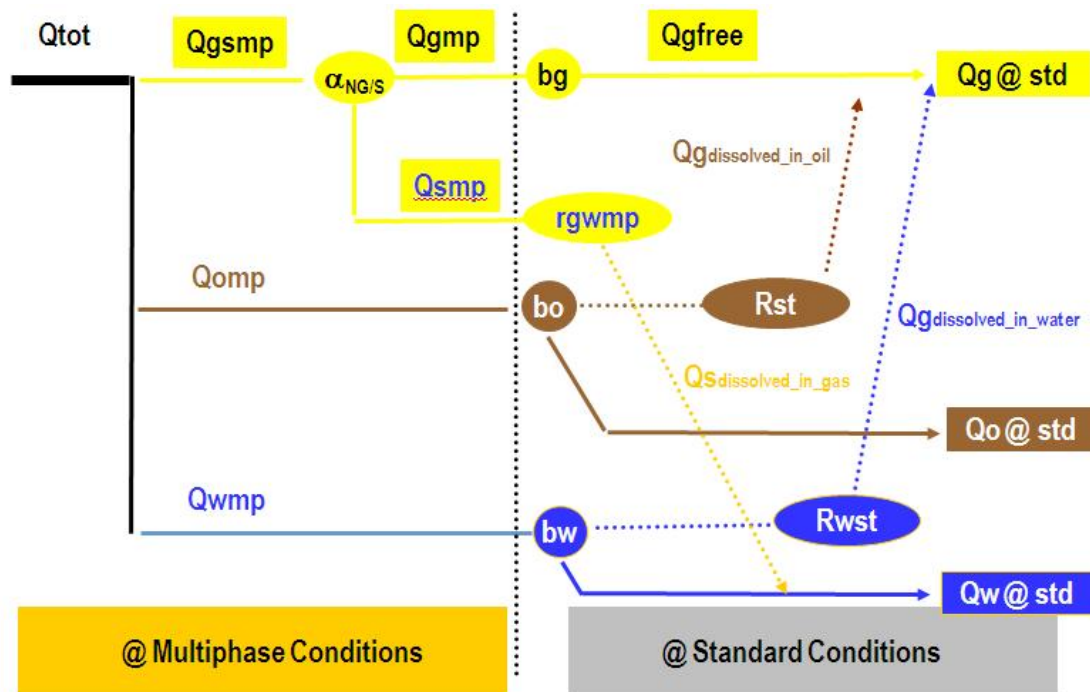 Qtot
Qgsmp
Qgmp
Qgfree
αNG/S
bg
Qg @ std
Qgdissolved_in_oil
Qsmp
rgwmp
Qomp
bo
Rst
Qgdissolved_in_water
Qsdissolved_in_gas
Qo @ std
Qwmp
bw
Rwst
Qw @ std
@ Multiphase Conditions
@ Standard Conditions